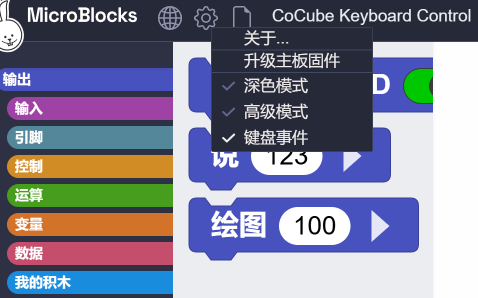 MicroBlocks
CoCube Keyboard Control
关于...
升级主板固件
深色模式
高级模式
键盘事件
输出
输入
引脚
控制
运算
变量
数据
我的积木
D
说 123
绘图 100